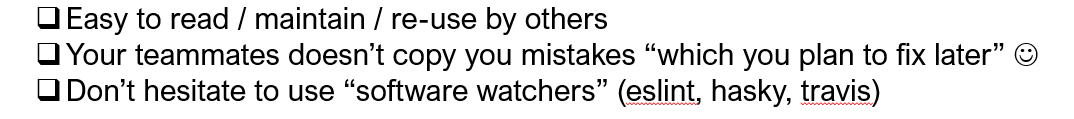 ❑ Easy to read / maintain / re-use by others
❑ Your teammates doesn’t copy you mistakes “which you plan to fix later” ☺
❑ Don’t hesitate to use “software watchers” (eslint, hasky, travis)